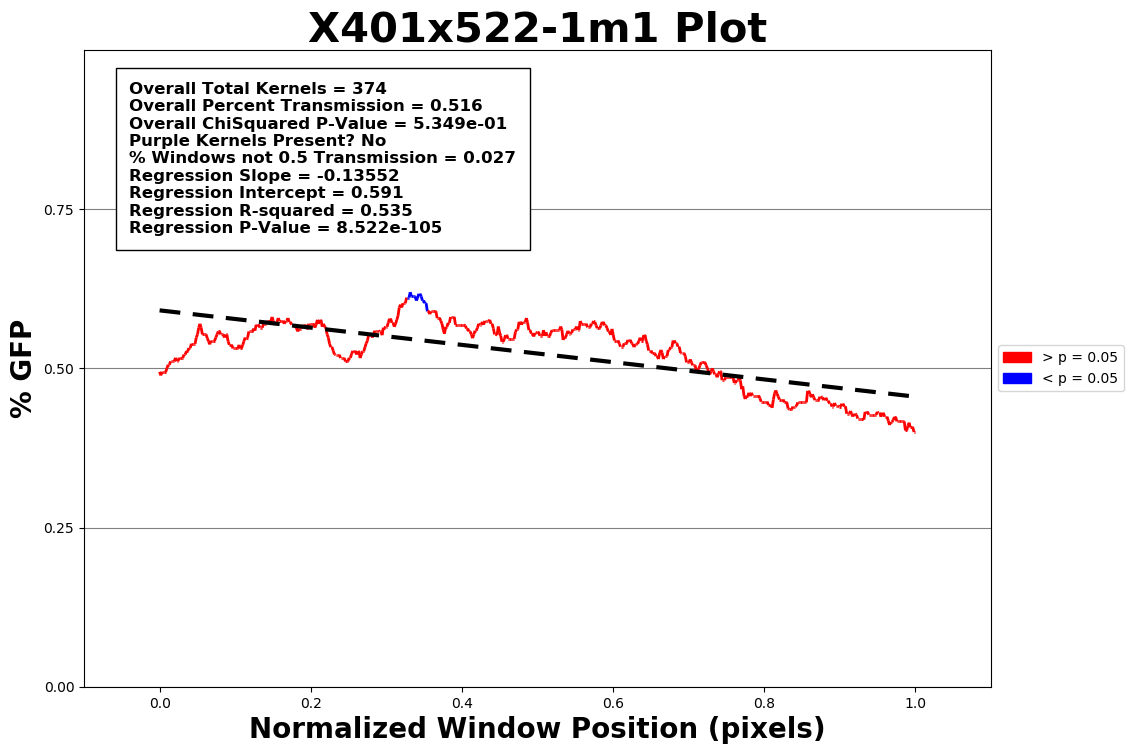 X401x522-1m1 Plot
Overall Total Kernels = 374
Overall Percent Transmission = 0.516
Overall ChiSquared P-Value = 5.349e-01
Purple Kernels Present? No
% Windows not 0.5 Transmission = 0.027
Regression Slope = -0.13552
Regression Intercept = 0.591
Regression R-squared = 0.535
Regression P-Value = 8.522e-105
% GFP
0.75
0.50
0.25
0.00
> p = 0.05
< p = 0.05
0.0 0.2 0.4 0.6 0.8 1.0
Normalized Window Position (pixels)